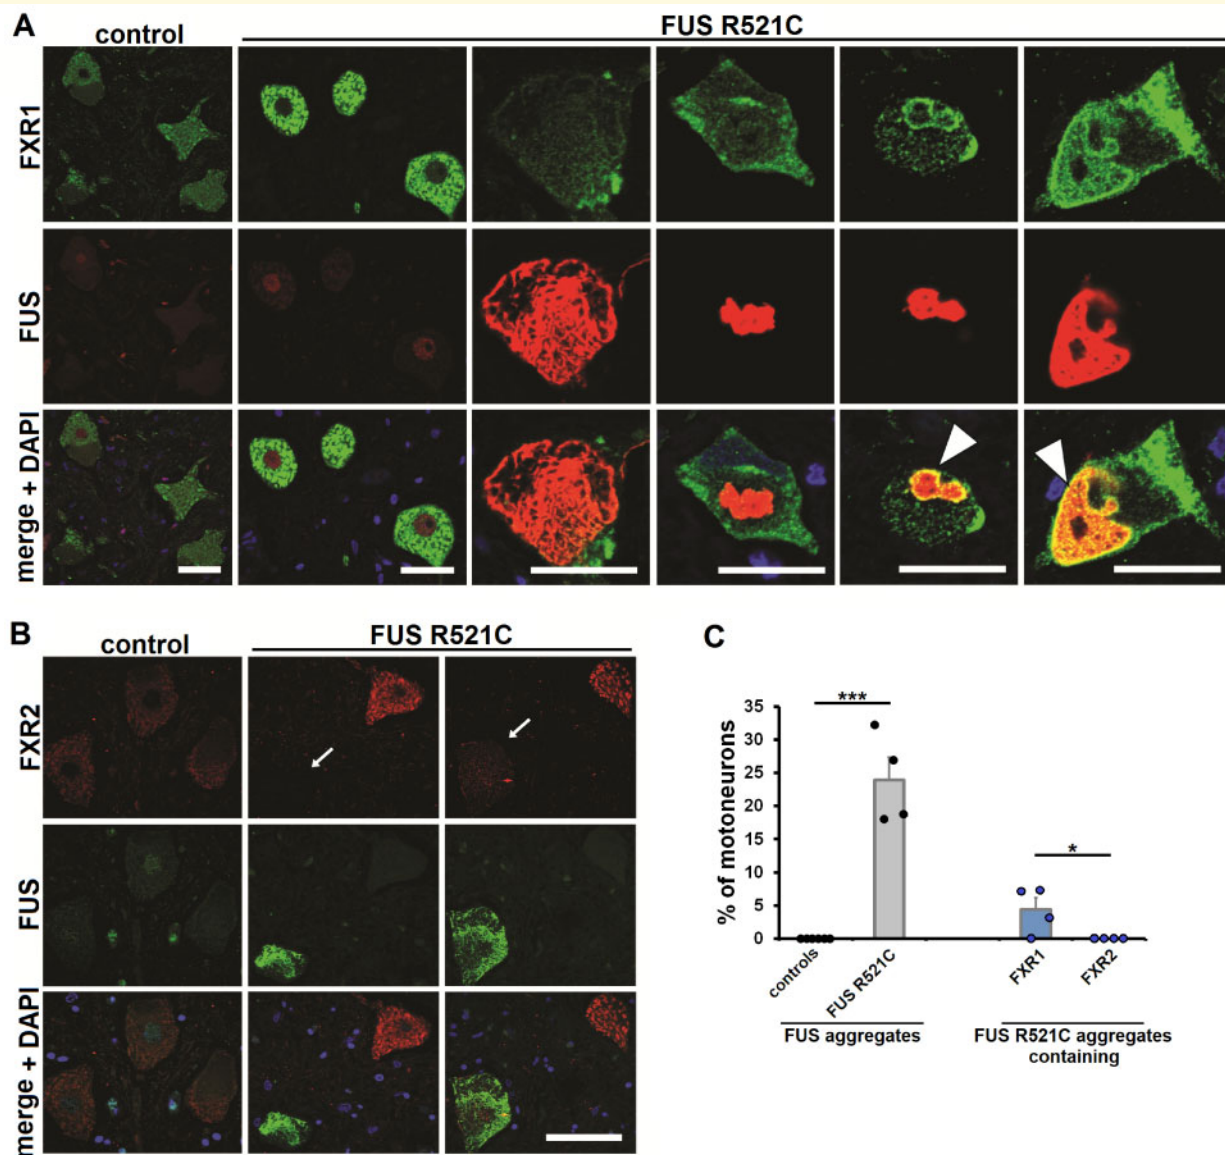 A
control
FUS R521C
FXR1
FUS
merge + DAPI
B
control
FUS R521C
FXR2
FUS
merge + DAPI
C
% of motoneurons
35
30
25
20
15
10
5
0
***
*
controls
FUS R521C
FXR1
FXR2
FUS aggregates
FUS R521C aggregates
containing